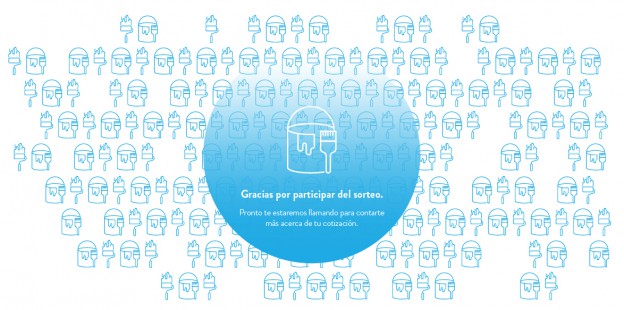 Gracias por participar del sorteo.
Pronto te estaremos llamando para contarte
más acerca de tu cotización.